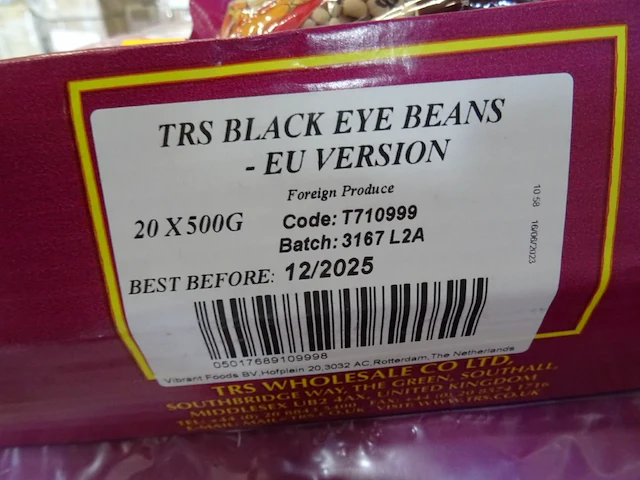 TRS BLACK EYE BEANS
- EU VERSION
Foreign Produce
20 X 500G
Code: T710999
Batch: 3167 L2A
BEST BEFORE: 12/2025
10:58 16/06/2023
05017689109998
Vibrant Foods BV, Hofplein 20,3032 AC,Rotterdam,The Netherlands
TRS WHOLESALE CO LTD.
SOUTHBRIDGE WAY, THE GREEN, SOUTHALL,
MIDDLESEX UB2 4AX, UNITED KINGDOM